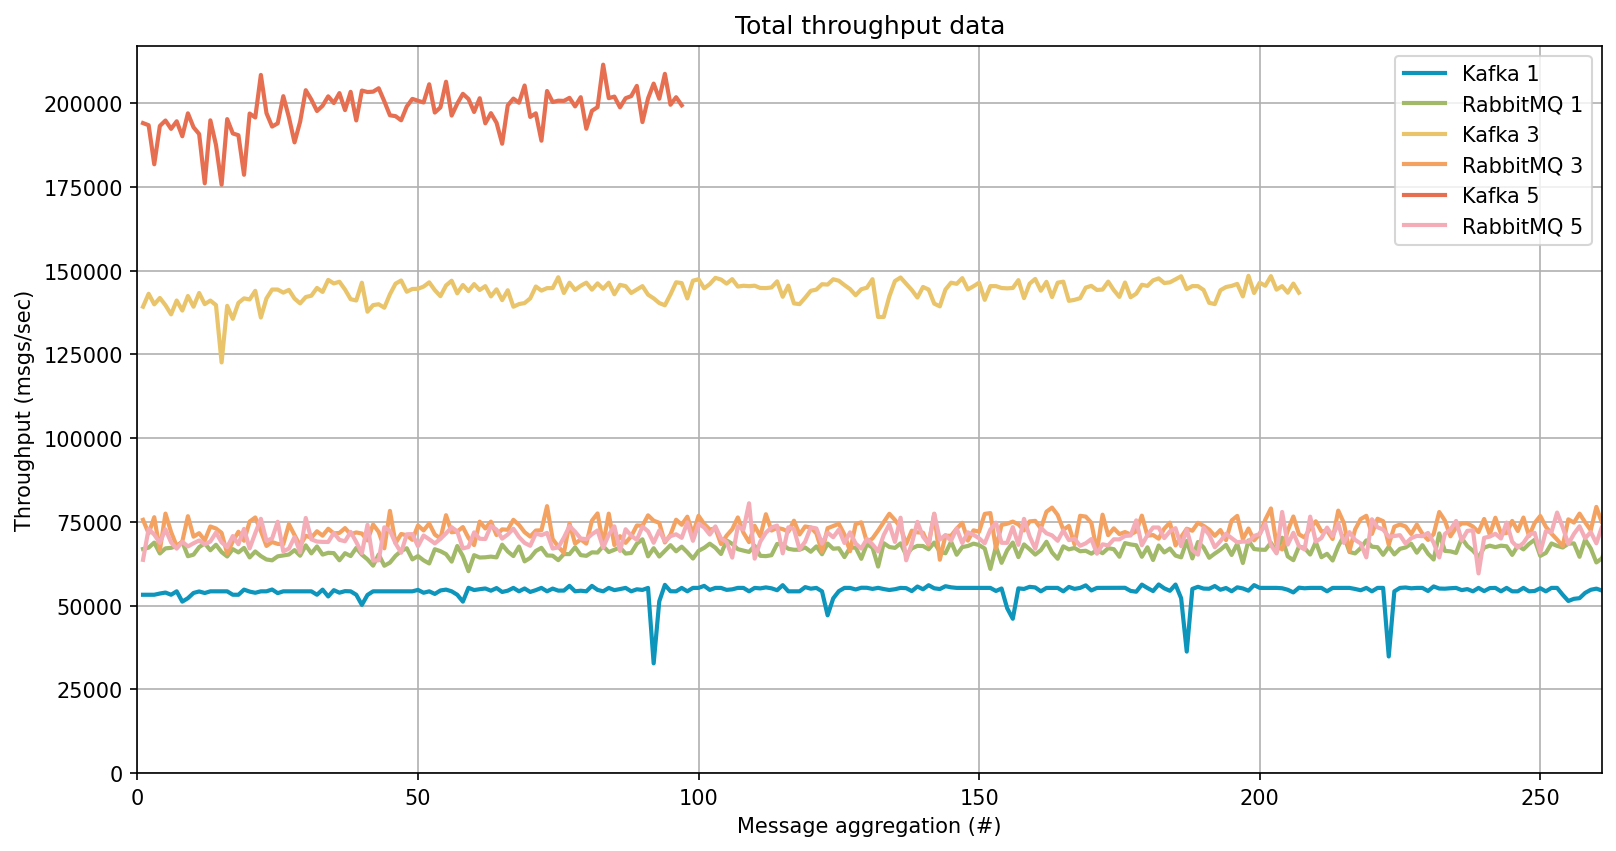 Total throughput data
Kafka 1
RabbitMQ 1
Kafka 3
RabbitMQ 3
Kafka 5
RabbitMQ 5
Throughput (msgs/sec)
200000
175000
150000
125000
100000
75000
50000
25000
0
0 50 100 150 200 250
Message aggregation (#)